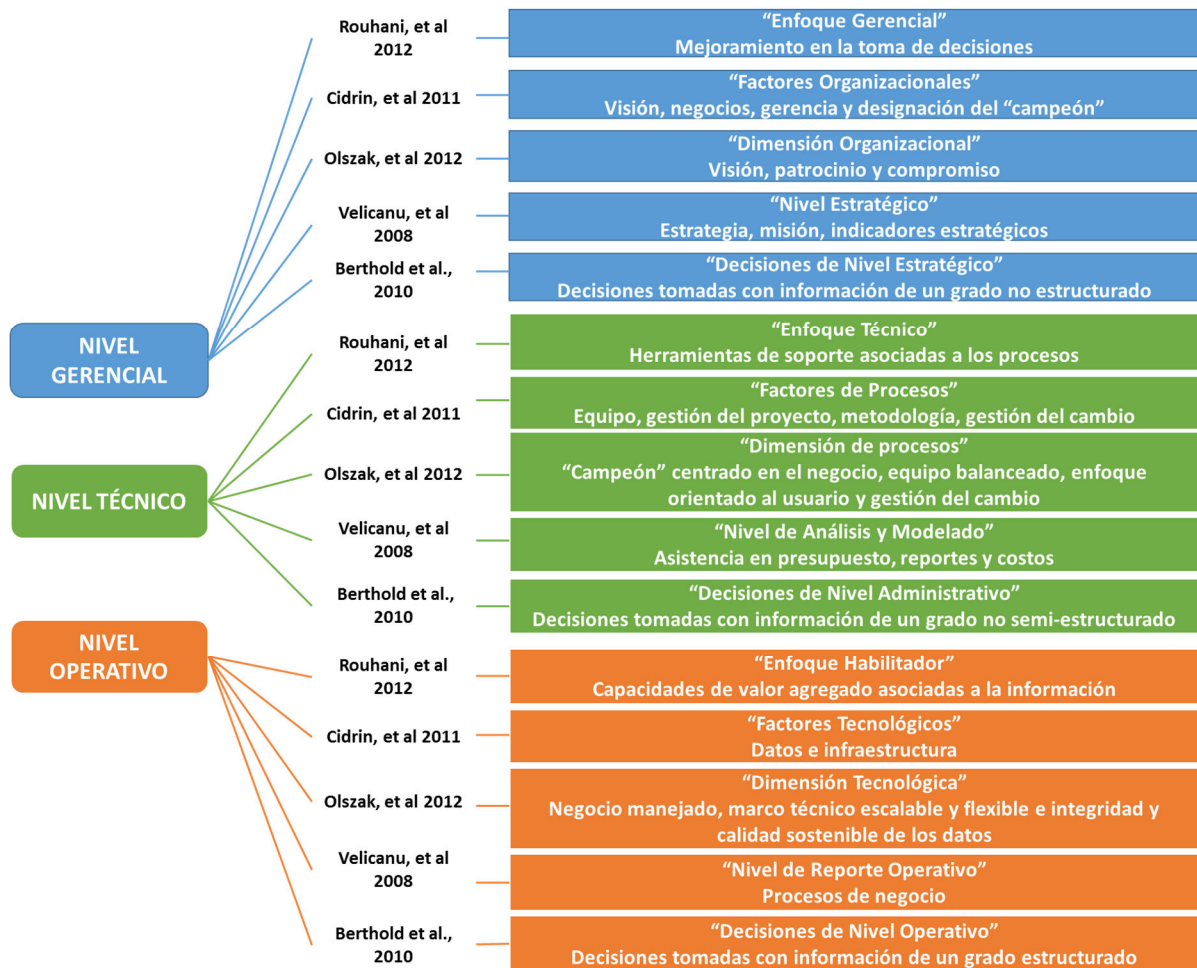 NIVEL
GERENCIAL
Rouhani, et al
2012
“Enfoque Gerencial”
Mejoramiento en la toma de decisiones
Cidrin, et al 2011
“Factores Organizacionales”
Visión, negocios, gerencia y designación del “campeón”
Olszak, et al 2012
“Dimensión Organizacional”
Visión, patrocinio y compromiso
Velicanu, et al
2008
“Nivel Estratégico”
Estrategia, misión, indicadores estratégicos
Berthold et al.,
2010
“Decisiones de Nivel Estratégico”
Decisiones tomadas con información de un grado no estructurado
NIVEL TÉCNICO
Rouhani, et al
2012
“Enfoque Técnico”
Herramientas de soporte asociadas a los procesos
Cidrin, et al 2011
“Factores de Procesos”
Equipo, gestión del proyecto, metodología, gestión del cambio
Olszak, et al 2012
“Dimensión de procesos”
“Campeón” centrado en el negocio, equipo balanceado, enfoque
orientado al usuario y gestión del cambio
Velicanu, et al
2008
“Nivel de Análisis y Modelado”
Asistencia en presupuesto, reportes y costos
Berthold et al.,
2010
“Decisiones de Nivel Administrativo”
Decisiones tomadas con información de un grado no semi-estructurado
NIVEL
OPERATIVO
Rouhani, et al
2012
“Enfoque Habilitador”
Capacidades de valor agregado asociadas a la información
Cidrin, et al 2011
“Factores Tecnológicos”
Datos e infraestructura
Olszak, et al 2012
“Dimensión Tecnológica”
Negocio manejado, marco técnico escalable y flexible e integridad y
calidad sostenible de los datos
Velicanu, et al
2008
“Nivel de Reporte Operativo”
Procesos de negocio
Berthold et al.,
2010
“Decisiones de Nivel Operativo”
Decisiones tomadas con información de un grado estructurado